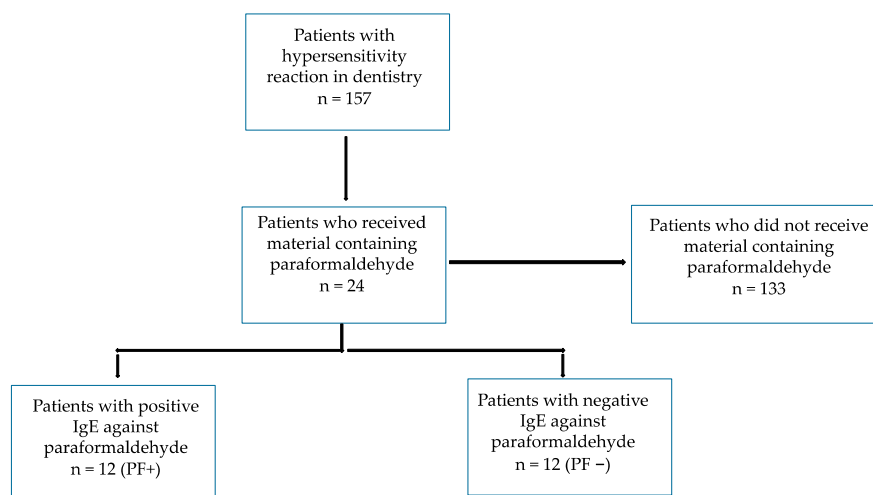 Patients with
hypersensitivity
reaction in dentistry
n = 157
Patients who received
material containing
paraformaldehyde
n = 24
Patients who did not receive
material containing
paraformaldehyde
n = 133
Patients with positive
IgE against
paraformaldehyde
n = 12 (PF+)
Patients with negative
IgE against
paraformaldehyde
n = 12 (PF −)